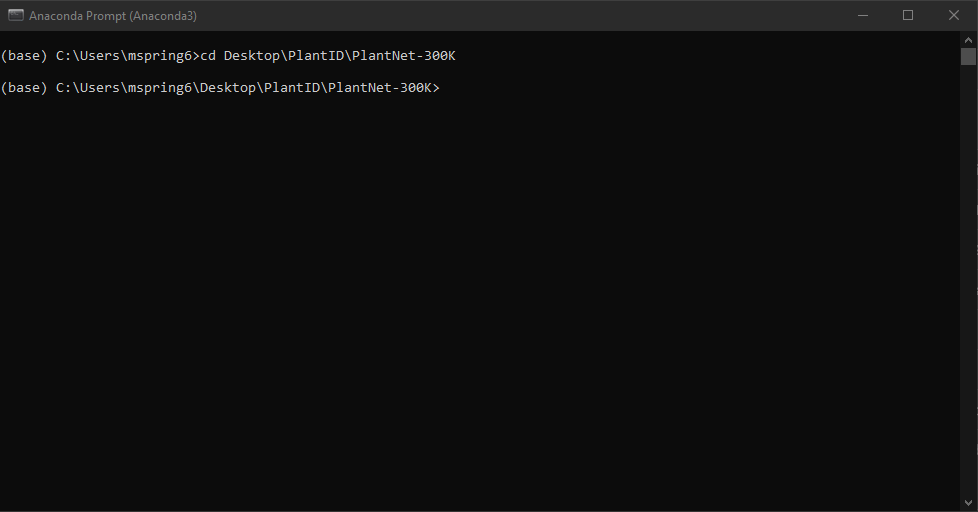 Anaconda Prompt (Anaconda3)
(base) C:\Users\mspring6>cd Desktop\PlantID\PlantNet-300K
(base) C:\Users\mspring6\Desktop\PlantID\PlantNet-300K>